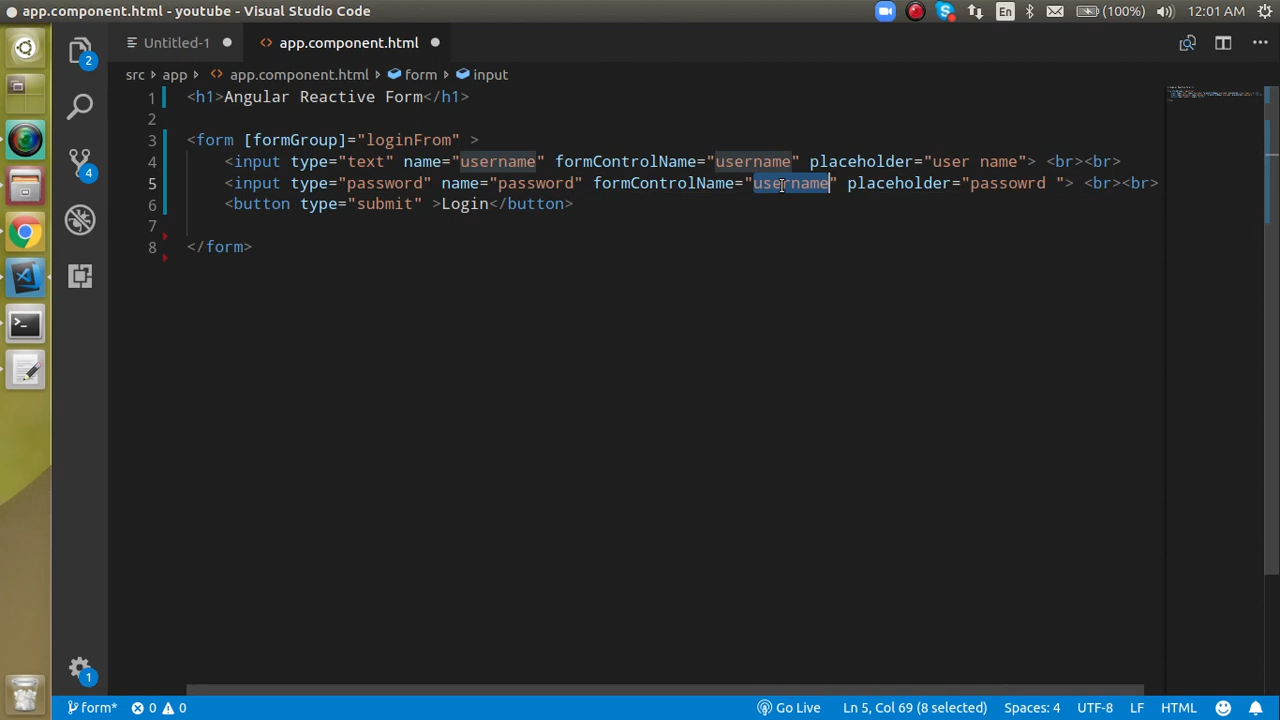 app.component.html - youtube - Visual Studio Code
En
(100%)
12:01 AM
Untitled-1
app.component.html
src app app.component.html form input
1 <h1>Angular Reactive Form</h1>
2
3 <form [formGroup]="loginFrom" >
4 <input type="text" name="username" formControlName="username" placeholder="user name"> <br><br>
5 <input type="password" name="password" formControlName="username" placeholder="passowrd "> <br><br>
6 <button type="submit" >Login</button>
7
8 </form>
2
4
1
form* 0 0
Go Live
Ln 5, Col 69 (8 selected)
Spaces: 4
UTF-8
LF
HTML